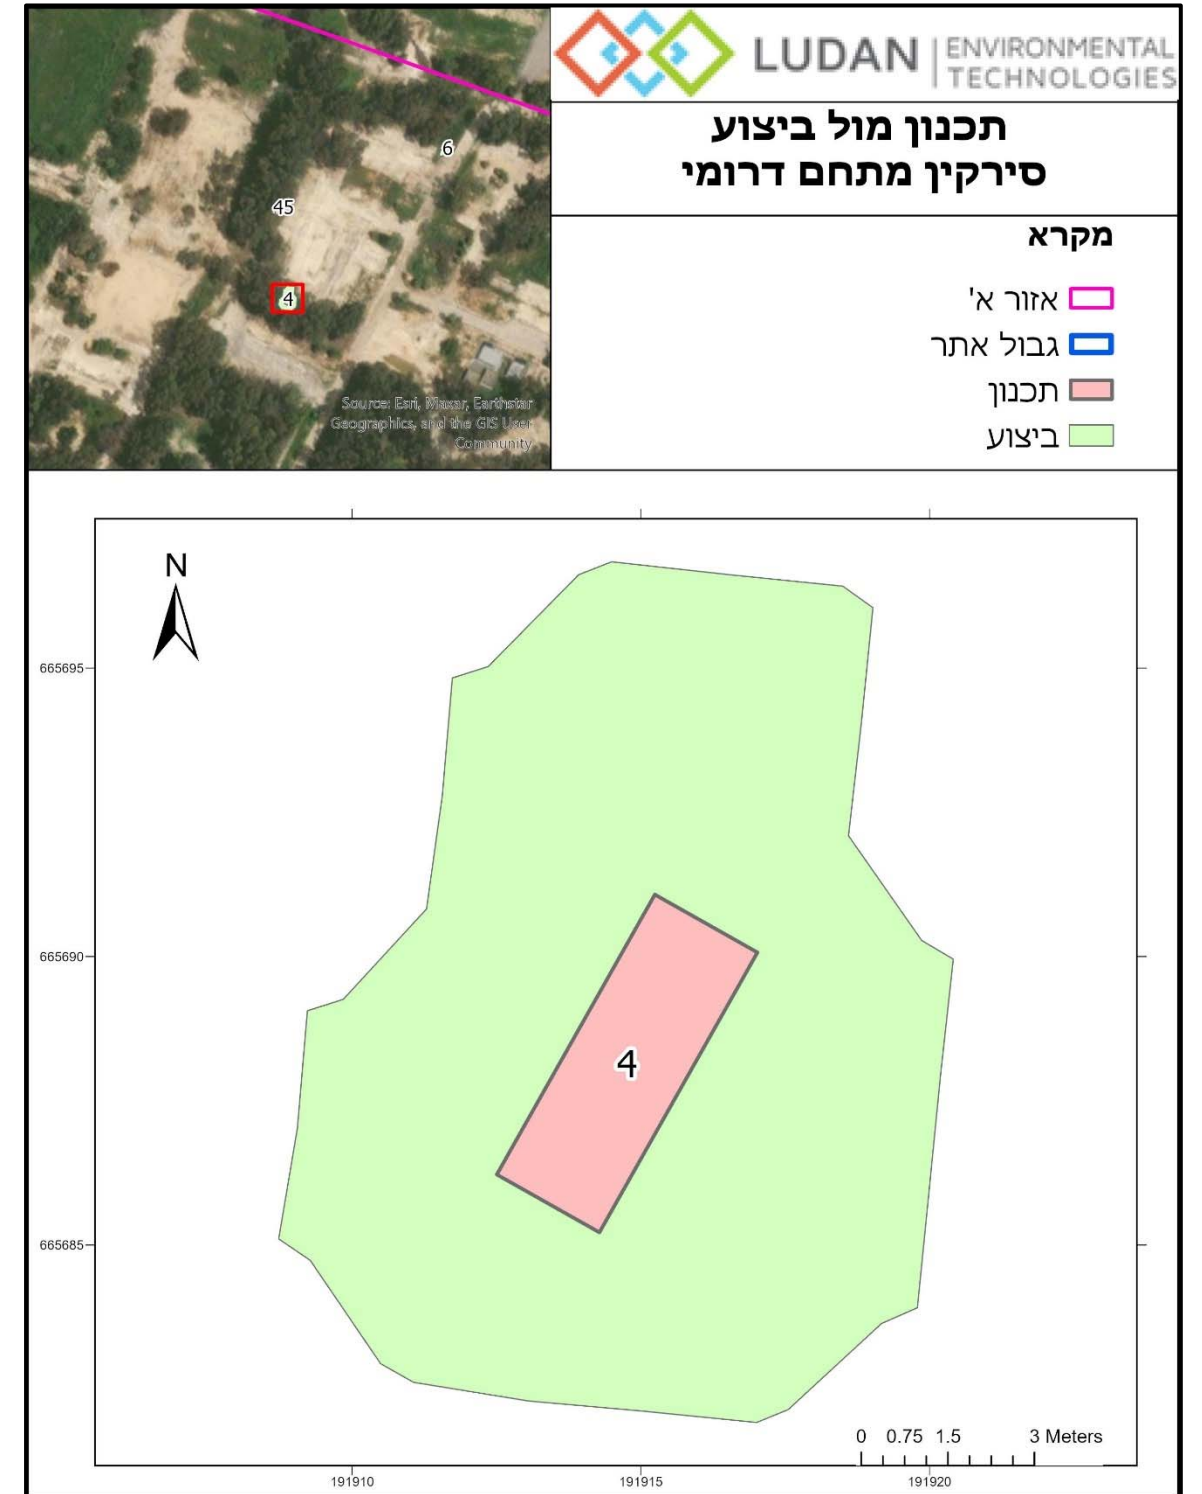 LUDAN | ENVIRONMENTAL
TECHNOLOGIES
תכנון מול ביצוע
סירקין מתחם דרומי
מקרא
אזור א'
גבול אתר
תכנון
ביצוע
6
45
4
Source: Esri, Maxar, Earthstar
Geographics, and the GIS User
Community
N
665695
665690
665685
4
0 0.75 1.5 3 Meters
191910 191915 191920